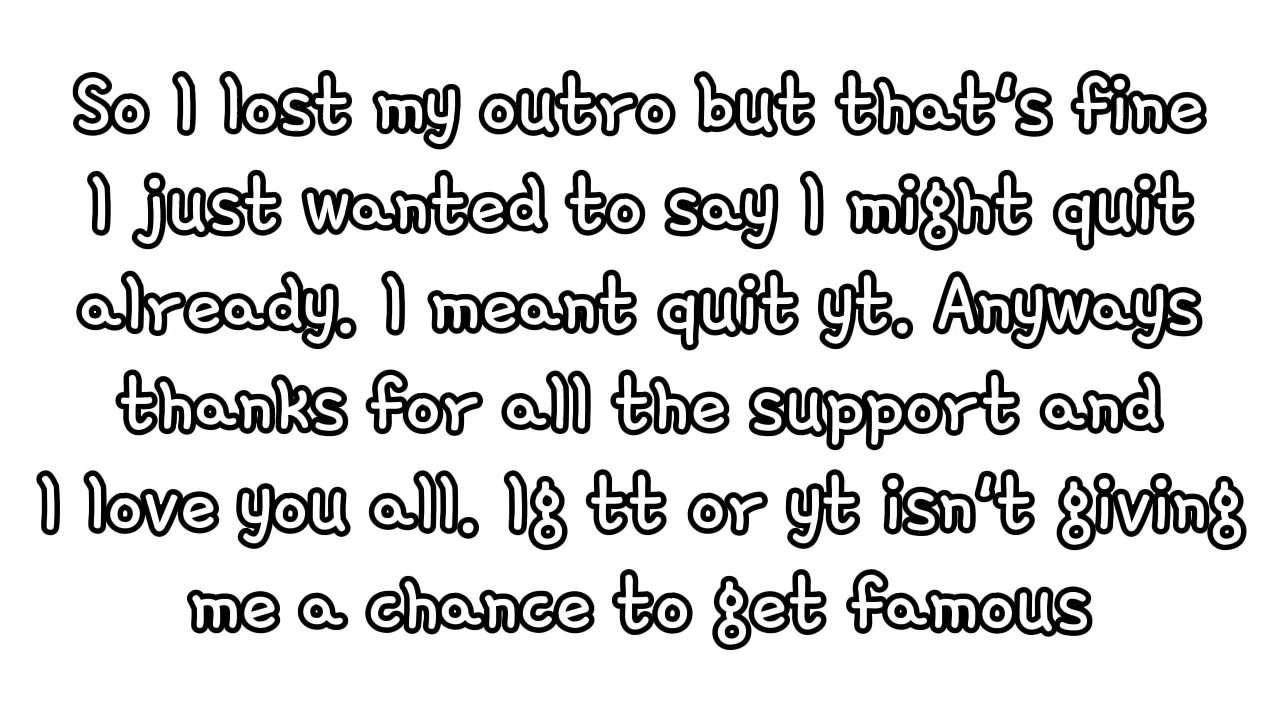 So I lost my outro but that's fine
I just wanted to say I might quit
already. I meant quit yt. Anyways
thanks for all the support and
I love you all. Ig tt or yt isn't giving
me a chance to get famous